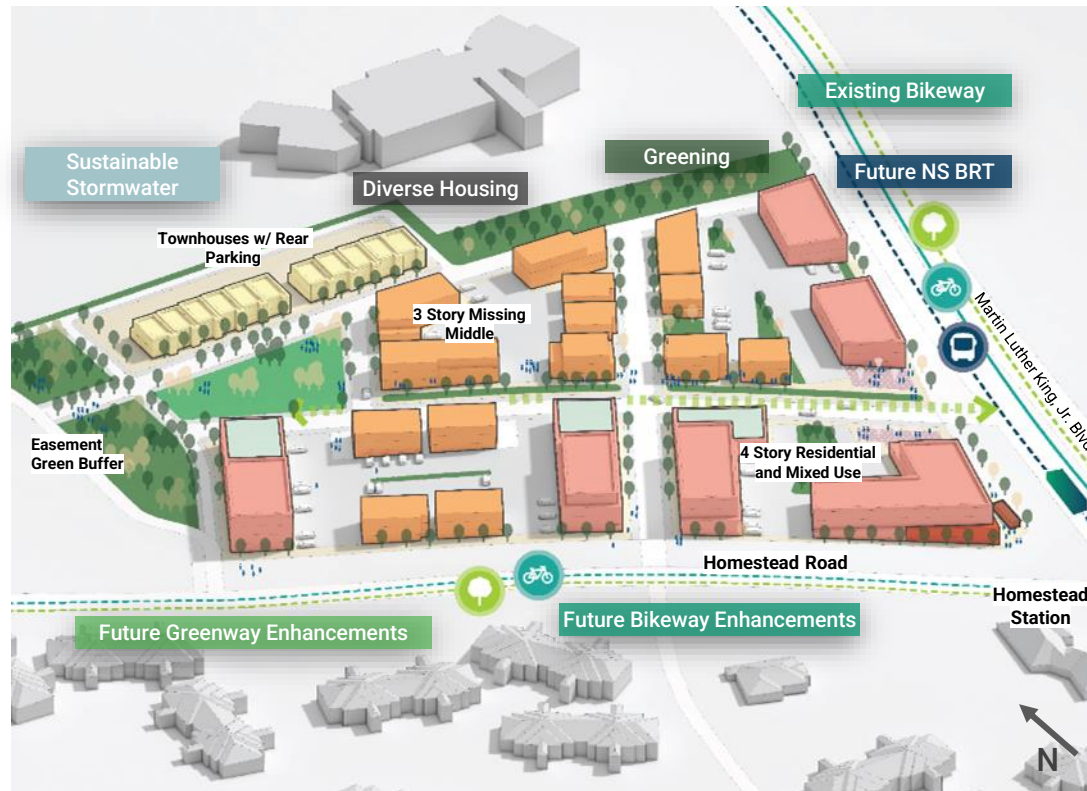 Existing Bikeway
Sustainable
Stormwater
Greening
Diverse Housing
Future NS BRT
Townhouses w/ Rear
Parking
3 Story Missing
Middle
Martin Luther King, Jr. Blvd
Easement
Green Buffer
4 Story Residential
and Mixed Use
Homestead Road
Homestead
Station
Future Greenway Enhancements
Future Bikeway Enhancements
N